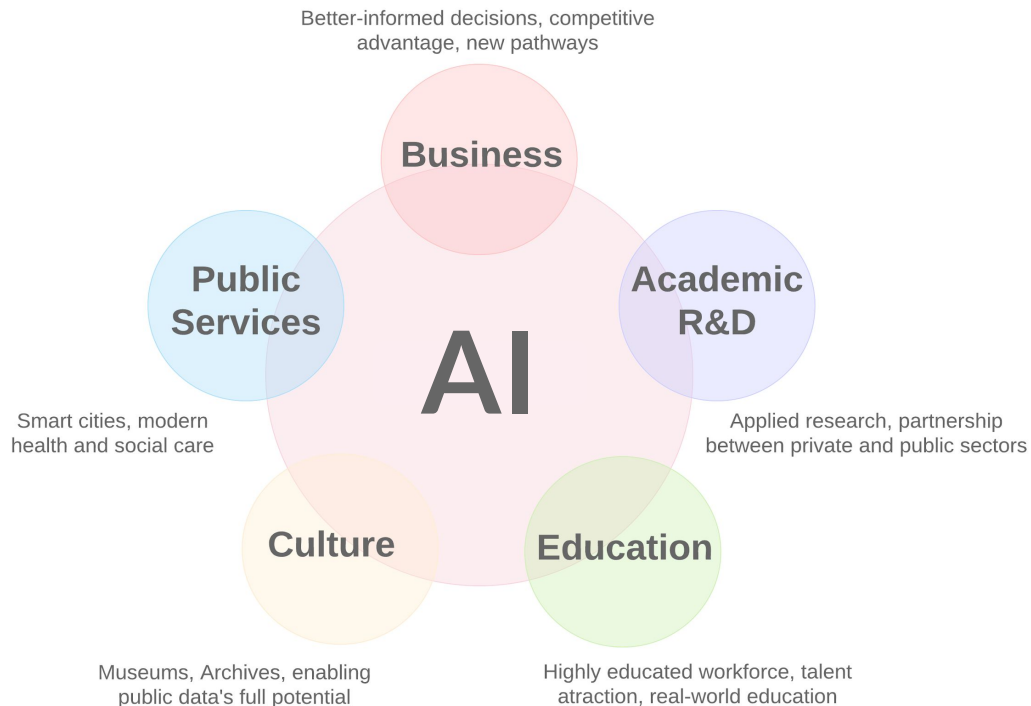 Better-informed decisions, competitive
advantage, new pathways
Business
Public
Services
Academic
R&D
AI
Smart cities, modern
health and social care
Applied research, partnership
between private and public sectors
Culture
Education
Museums, Archives, enabling
public data's full potential
Highly educated workforce, talent
atraction, real-world education